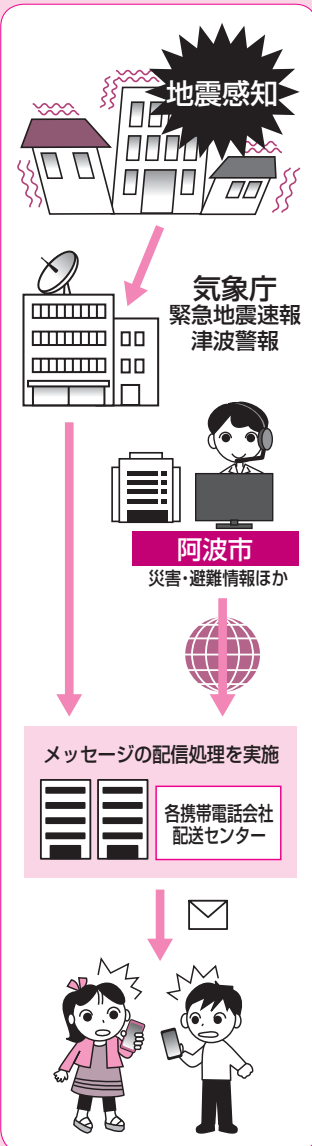 地震感知
気象庁
緊急地震速報
津波警報
阿波市
災害・避難情報ほか
メッセージの配信処理を実施
各携帯電話会社
配送センター